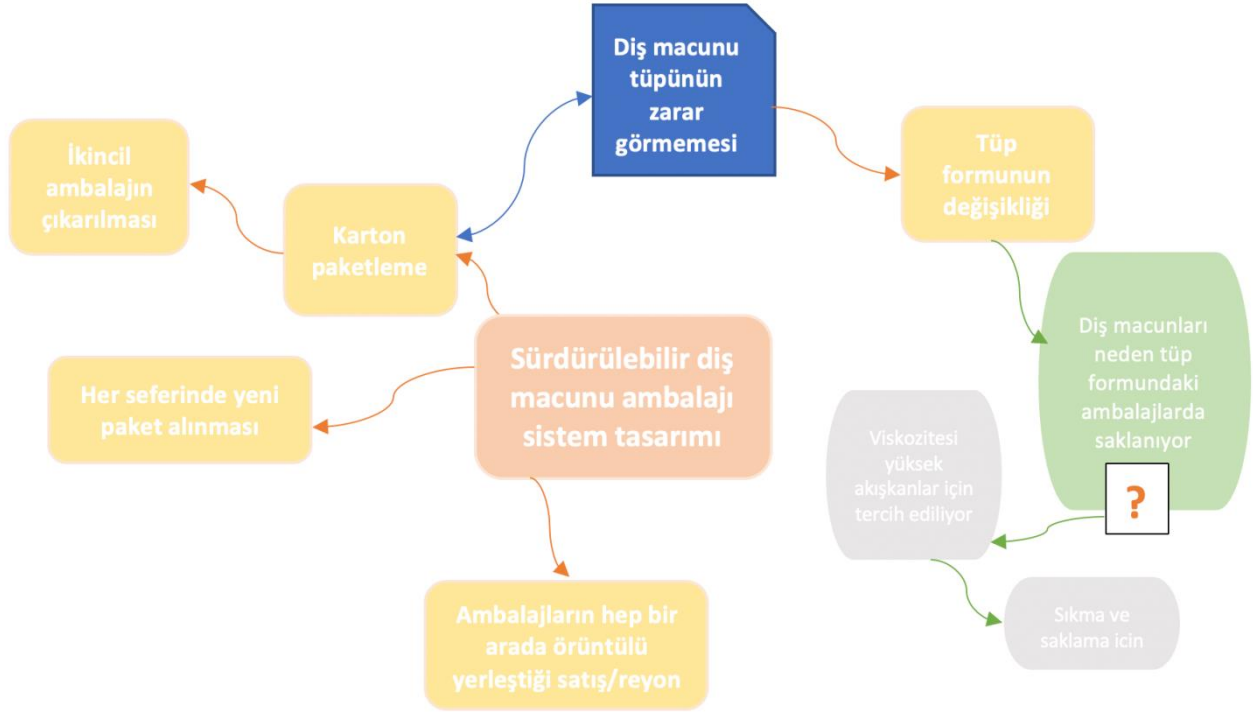 Diş macunu
tüpünün
zarar
görmemesi
İkincil
ambalajın
çıkarılması
Tüp
formunun
değişikliği
Karton
paketleme
Sürdürülebilir diş
macunu ambalajı
sistem tasarımı
Diş macunları
neden tüp
formundaki
ambalajlarda
saklanıyor
?
Her seferinde yeni
paket alınması
Viskozitesi
yüksek
akışkanlar için
tercih ediliyor
Ambalajların hep bir
arada örüntülü
yerleştiği satış/reyon
Sıkma ve
saklama icin